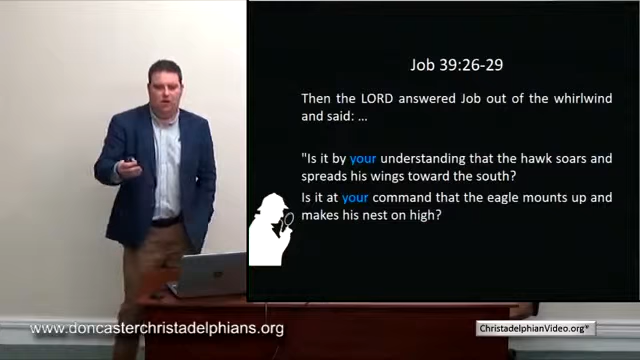 Job 39:26-29
Then the LORD answered Job out of the whirlwind
and said: ...
"Is it by your understanding that the hawk soars and
spreads his wings toward the south?
Is it at your command that the eagle mounts up and
makes his nest on high?
www.doncasterchristadelphians.org
ChristadelphianVideo.org®